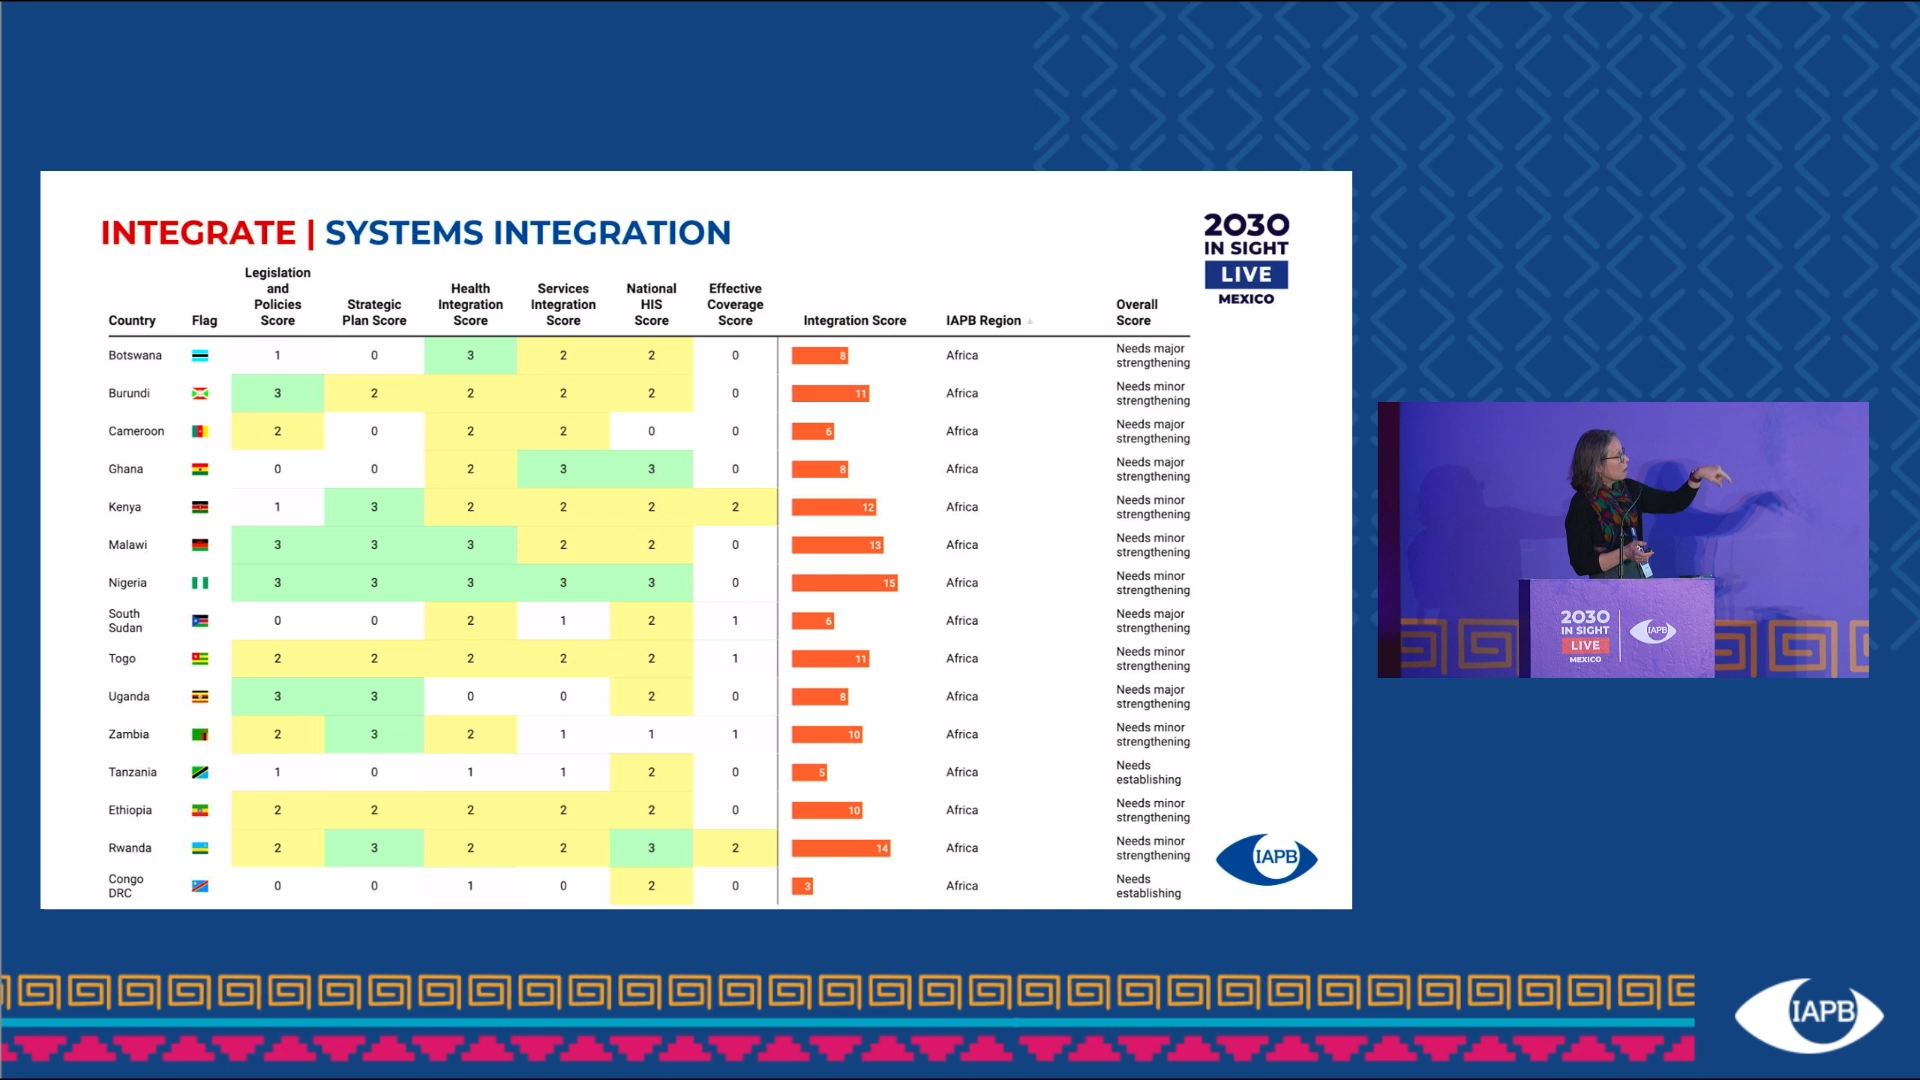 INTEGRATE | SYSTEMS INTEGRATION
2030
IN SIGHT
LIVE
MEXICO
Country Flag Legislation and Policies Score Strategic Plan Score Health Integration Score Services Integration Score National HIS Score Effective Coverage Score Integration Score IAPB Region Overall Score
Botswana 1 0 3 2 2 0 8 Africa Needs major strengthening
Burundi 3 2 2 2 2 0 11 Africa Needs minor strengthening
Cameroon 2 0 2 2 0 0 6 Africa Needs major strengthening
Ghana 0 0 2 3 3 0 8 Africa Needs major strengthening
Kenya 1 3 2 2 2 2 12 Africa Needs minor strengthening
Malawi 3 3 3 2 2 0 13 Africa Needs minor strengthening
Nigeria 3 3 3 3 3 0 15 Africa Needs minor strengthening
South Sudan 0 0 2 1 2 1 6 Africa Needs major strengthening
Togo 2 2 2 2 2 1 11 Africa Needs minor strengthening
Uganda 3 3 0 0 2 0 8 Africa Needs major strengthening
Zambia 2 3 2 1 1 1 10 Africa Needs minor strengthening
Tanzania 1 0 1 1 2 0 5 Africa Needs establishing
Ethiopia 2 2 2 2 2 0 10 Africa Needs minor strengthening
Rwanda 2 3 2 2 3 2 14 Africa Needs minor strengthening
Congo DRC 0 0 1 0 2 0 3 Africa Needs establishing
IAPB
2030
IN SIGHT
LIVE
MEXICO
IAPB
IAPB